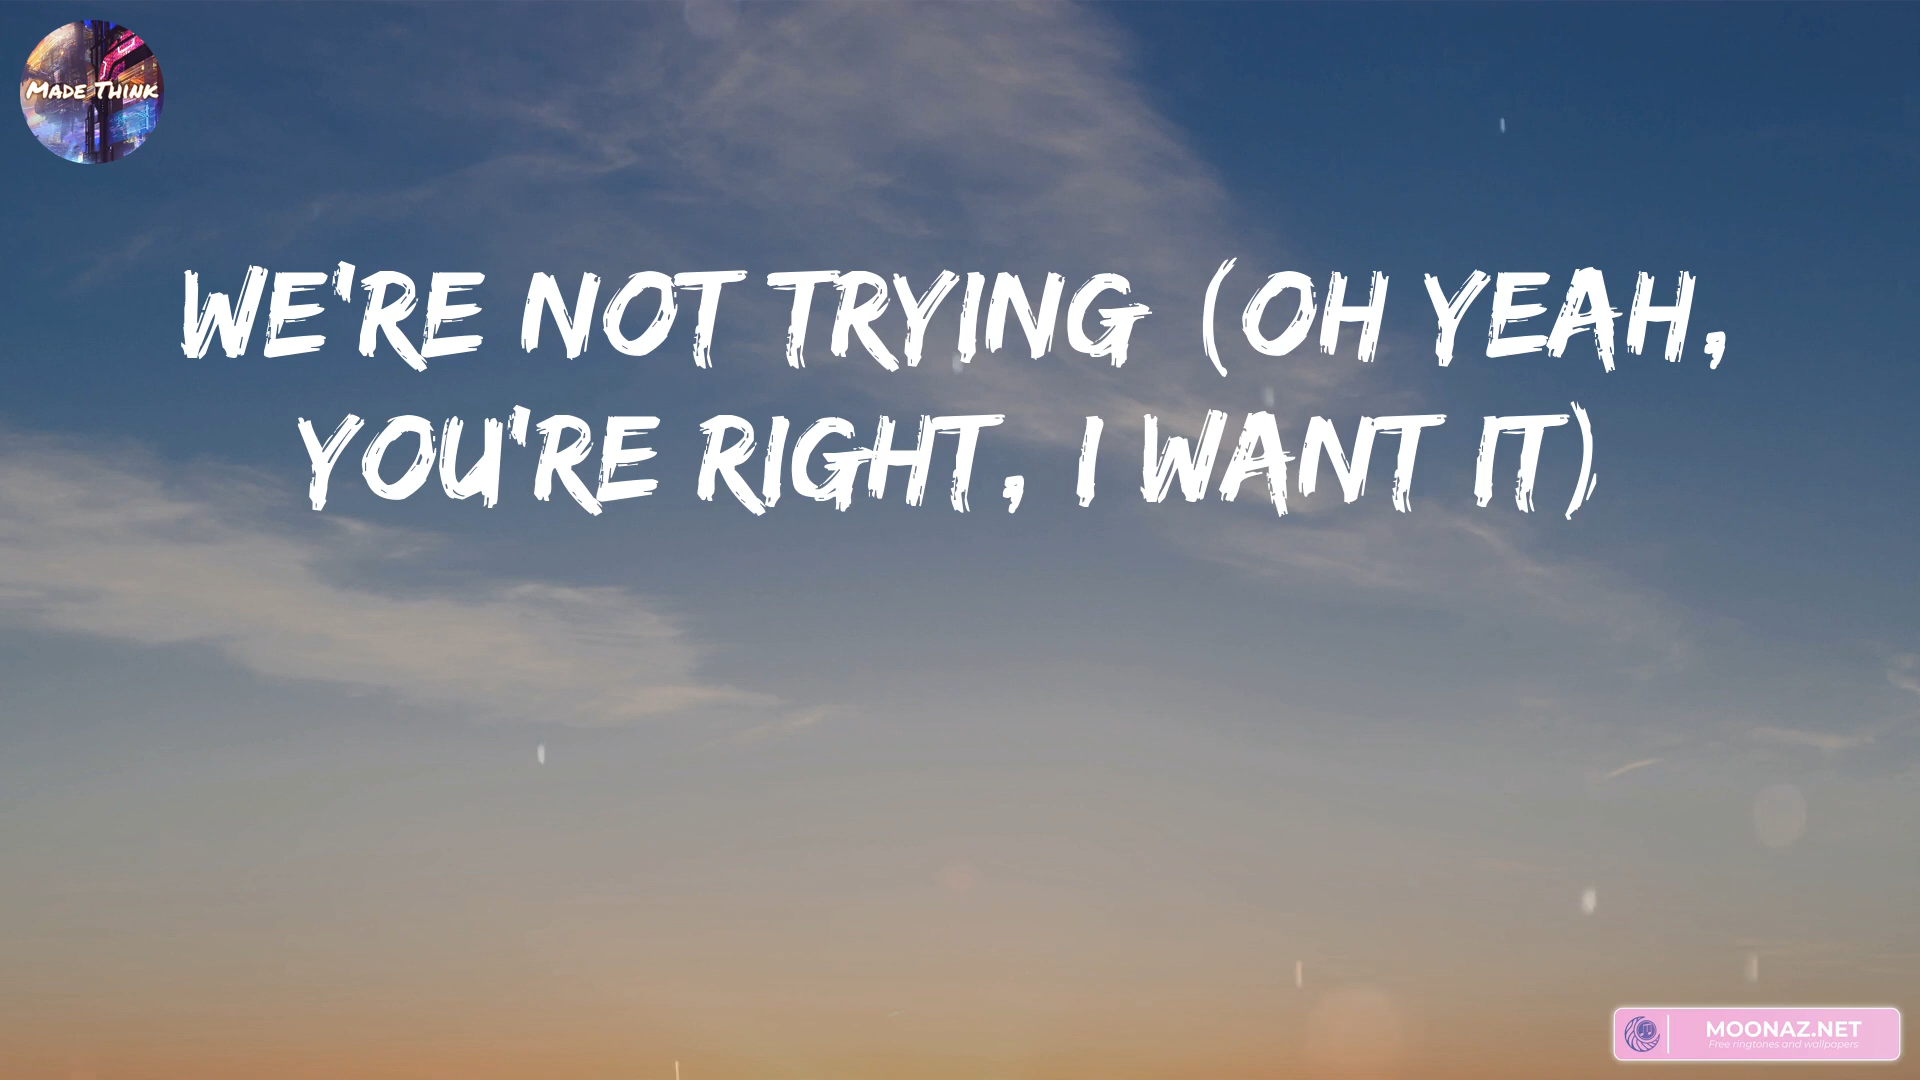 MADE THINK
WE'RE NOT TRYING (OH YEAH,
YOU'RE RIGHT, I WANT IT)
MOONAZ.NET
Free ringtones and wallpapers